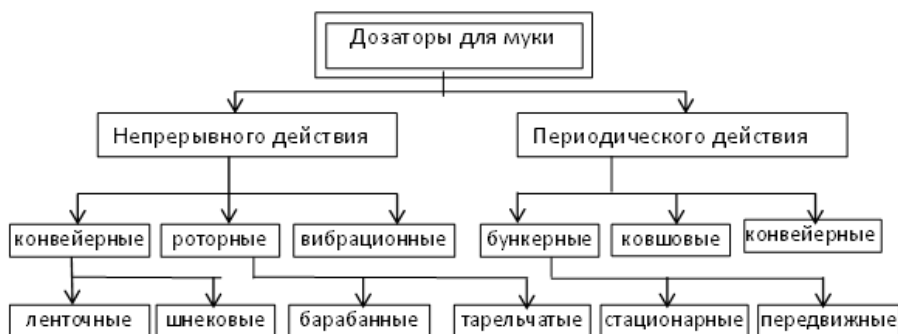 Дозаторы для муки
Непрерывного действия
Периодического действия
конвейерные
роторные
вибрационные
бункерные
ковшовые
конвейерные
ленточные
шнековые
барабанные
тарельчатые
стационарные
передвижные